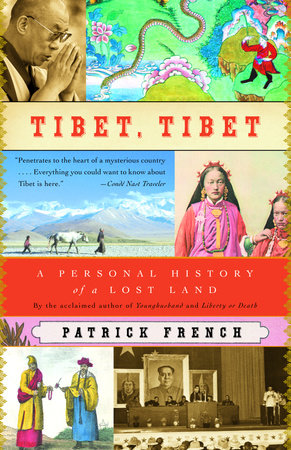 TIBET, TIBET
“Penetrates to the heart of a mysterious country
. . . . Everything you could want to know about
Tibet is here.” —Condé Nast Traveler
A PERSONAL HISTORY
of a LOST LAND
By the acclaimed author of Younghusband and Liberty or Death
PATRICK FRENCH